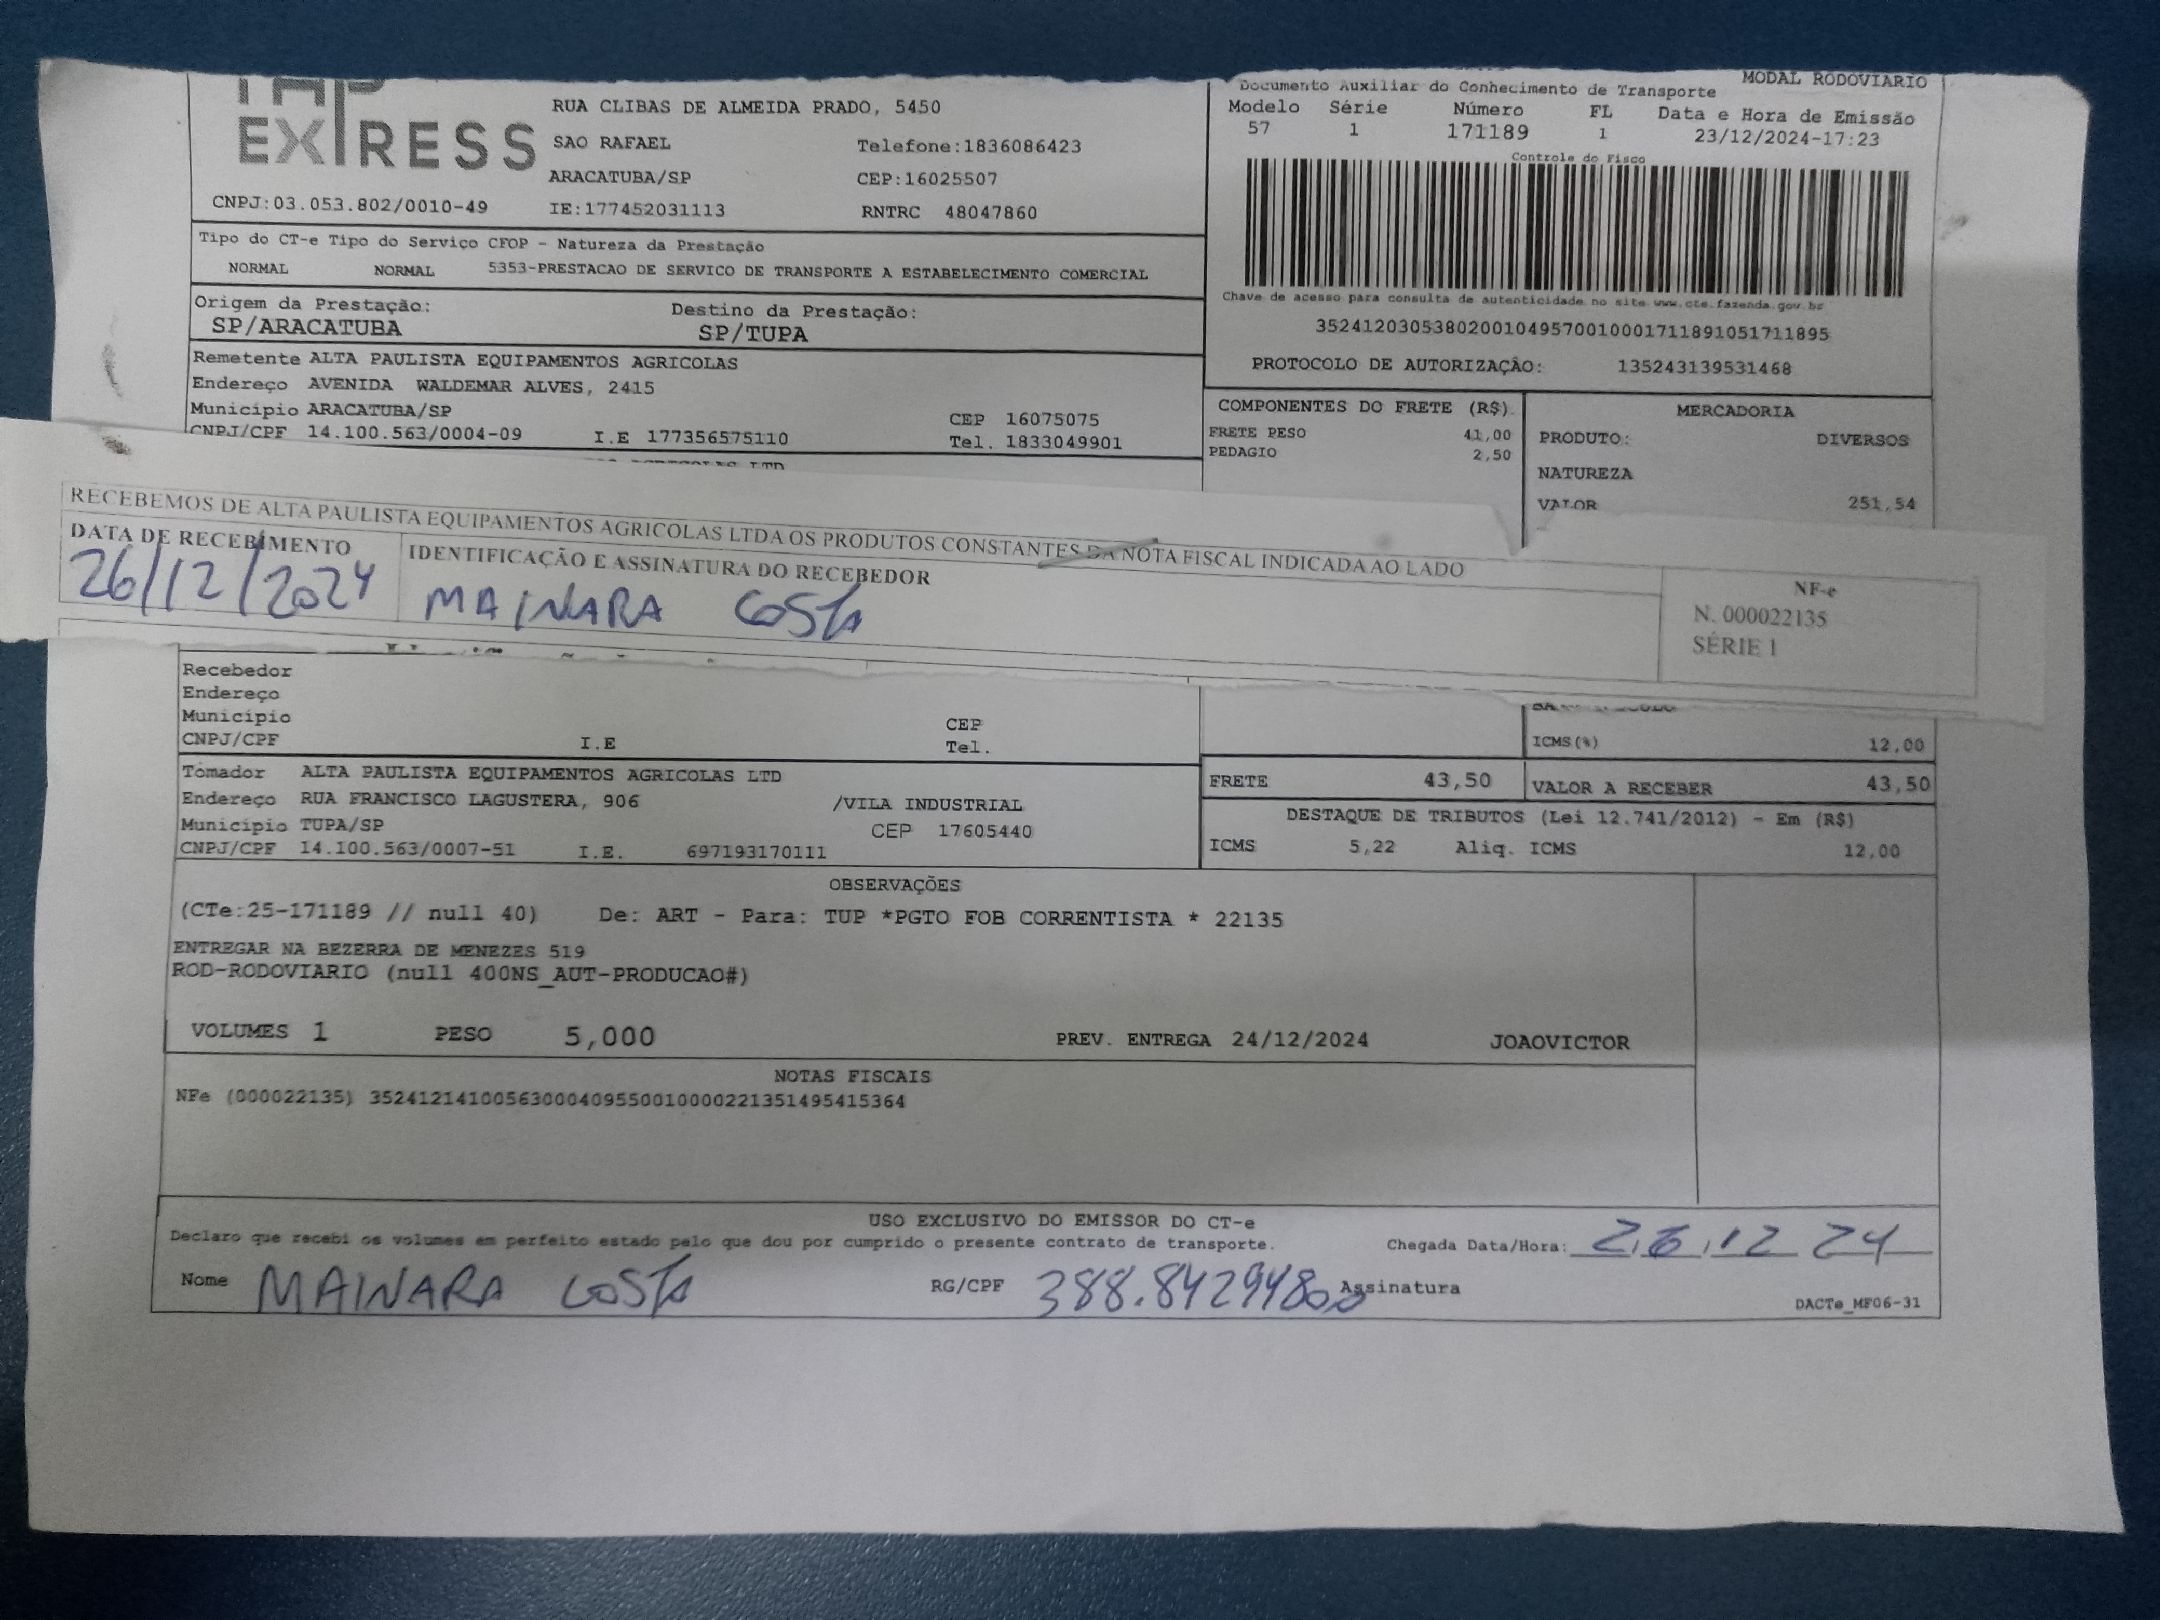 EXPRESS
RUA CLIBAS DE ALMEIDA PRADO, 5450
SAO RAFAEL Telefone:1836086423
ARACATUBA/SP CEP:16025507
CNPJ:03.053.802/0010-49 IE:177452031113 RNTRC 48047860
MODAL RODOVIARIO
Documento Auxiliar do Conhecimento de Transporte
Modelo Série Número FL Data e Hora de Emissão
57 1 171189 1 23/12/2024-17:23
Controle do Fisco
Chave de acesso para consulta de autenticidade no site www.cte.fazenda.gov.br
35241203053802001049570010001711891051711895
PROTOCOLO DE AUTORIZAÇÃO: 135243139531468
Tipo do CT-e Tipo do Serviço CFOP - Natureza da Prestação
NORMAL NORMAL 5353-PRESTACAO DE SERVICO DE TRANSPORTE A ESTABELECIMENTO COMERCIAL
Origem da Prestação: Destino da Prestação:
SP/ARACATUBA SP/TUPA
Remetente ALTA PAULISTA EQUIPAMENTOS AGRICOLAS
Endereço AVENIDA WALDEMAR ALVES, 2415
Município ARACATUBA/SP CEP 16075075
CNPJ/CPF 14.100.563/0004-09 I.E 177356575110 Tel. 1833049901
COMPONENTES DO FRETE (R$)
FRETE PESO 41,00
PEDAGIO 2,50
MERCADORIA
PRODUTO: DIVERSOS
NATUREZA
VALOR 251,54
RECEBEMOS DE ALTA PAULISTA EQUIPAMENTOS AGRICOLAS LTDA OS PRODUTOS CONSTANTES DA NOTA FISCAL INDICADA AO LADO
DATA DE RECEBIMENTO IDENTIFICAÇÃO E ASSINATURA DO RECEBEDOR
26/12/2024 MAINARA COSTA
NF-e
N. 000022135
SÉRIE 1
Recebedor
Endereço
Município CEP
CNPJ/CPF I.E Tel.
ICMS(%) 12,00
Tomador ALTA PAULISTA EQUIPAMENTOS AGRICOLAS LTD
Endereço RUA FRANCISCO LAGUSTERA, 906 /VILA INDUSTRIAL
Município TUPA/SP CEP 17605440
CNPJ/CPF 14.100.563/0007-51 I.E. 697193170111
FRETE 43,50 VALOR A RECEBER 43,50
DESTAQUE DE TRIBUTOS (Lei 12.741/2012) - Em (R$)
ICMS 5,22 Aliq. ICMS 12,00
OBSERVAÇÕES
(CTe:25-171189 // null 40) De: ART - Para: TUP *PGTO FOB CORRENTISTA * 22135
ENTREGAR NA BEZERRA DE MENEZES 519
ROD-RODOVIARIO (null 400NS_AUT-PRODUCAO#)
VOLUMES 1 PESO 5,000 PREV. ENTREGA 24/12/2024 JOAOVICTOR
NOTAS FISCAIS
NFe (000022135) 35241214100563000409550010000221351495415364
USO EXCLUSIVO DO EMISSOR DO CT-e
Declaro que recebi os volumes em perfeito estado pelo que dou por cumprido o presente contrato de transporte. Chegada Data/Hora: 26,12 24
Nome MAINARA COSTA RG/CPF Assinatura
DACTe_MF06-31